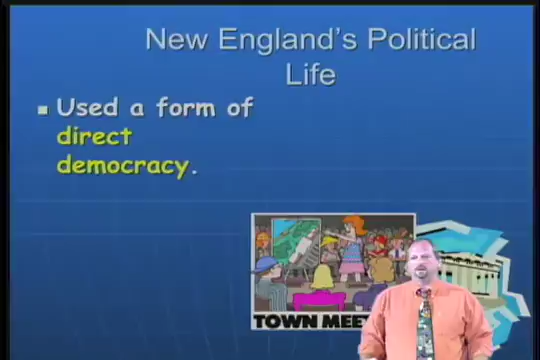 New England's Political
Life
Used a form of
direct
democracy.
TOWN MEE